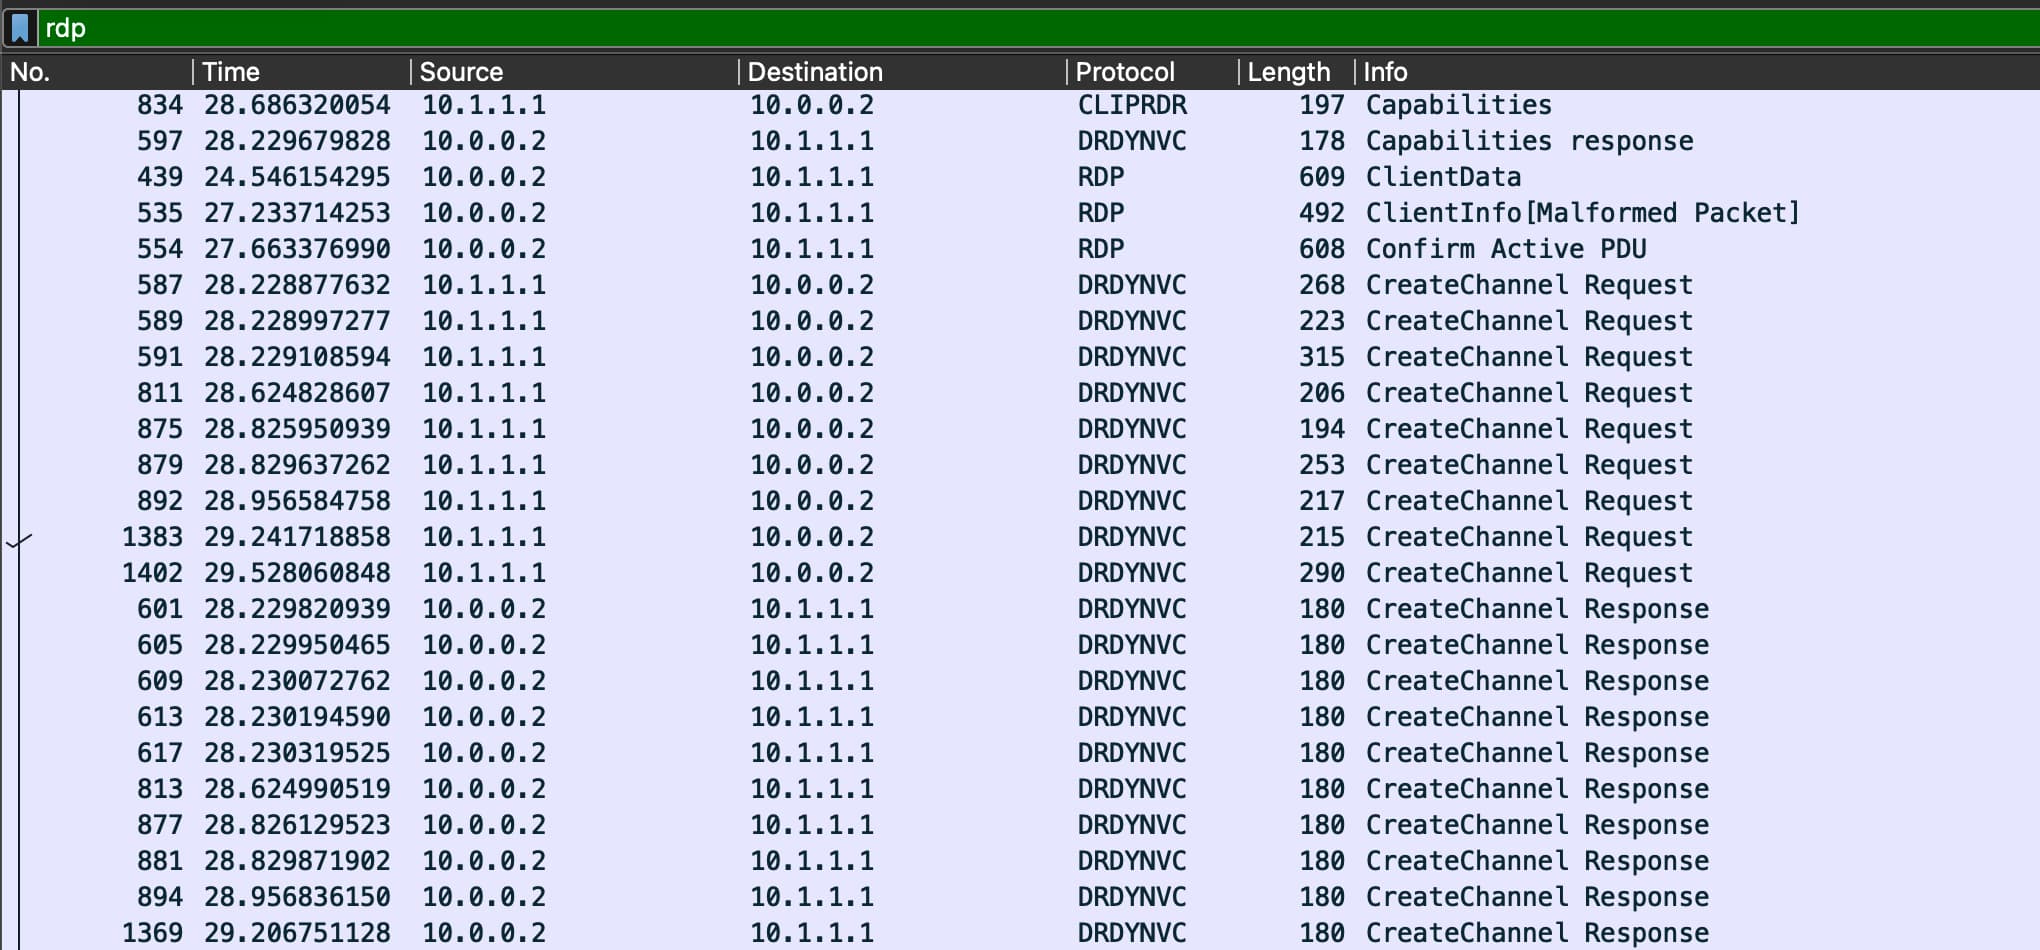 rdp
No. Time Source Destination Protocol Length Info
834 28.686320054 10.1.1.1 10.0.0.2 CLIPRDR 197 Capabilities
597 28.229679828 10.0.0.2 10.1.1.1 DRDYNVC 178 Capabilities response
439 24.546154295 10.0.0.2 10.1.1.1 RDP 609 ClientData
535 27.233714253 10.0.0.2 10.1.1.1 RDP 492 ClientInfo[Malformed Packet]
554 27.663376990 10.0.0.2 10.1.1.1 RDP 608 Confirm Active PDU
587 28.228877632 10.1.1.1 10.0.0.2 DRDYNVC 268 CreateChannel Request
589 28.228997277 10.1.1.1 10.0.0.2 DRDYNVC 223 CreateChannel Request
591 28.229108594 10.1.1.1 10.0.0.2 DRDYNVC 315 CreateChannel Request
811 28.624828607 10.1.1.1 10.0.0.2 DRDYNVC 206 CreateChannel Request
875 28.825950939 10.1.1.1 10.0.0.2 DRDYNVC 194 CreateChannel Request
879 28.829637262 10.1.1.1 10.0.0.2 DRDYNVC 253 CreateChannel Request
892 28.956584758 10.1.1.1 10.0.0.2 DRDYNVC 217 CreateChannel Request
1383 29.241718858 10.1.1.1 10.0.0.2 DRDYNVC 215 CreateChannel Request
1402 29.528060848 10.1.1.1 10.0.0.2 DRDYNVC 290 CreateChannel Request
601 28.229820939 10.0.0.2 10.1.1.1 DRDYNVC 180 CreateChannel Response
605 28.229950465 10.0.0.2 10.1.1.1 DRDYNVC 180 CreateChannel Response
609 28.230072762 10.0.0.2 10.1.1.1 DRDYNVC 180 CreateChannel Response
613 28.230194590 10.0.0.2 10.1.1.1 DRDYNVC 180 CreateChannel Response
617 28.230319525 10.0.0.2 10.1.1.1 DRDYNVC 180 CreateChannel Response
813 28.624990519 10.0.0.2 10.1.1.1 DRDYNVC 180 CreateChannel Response
877 28.826129523 10.0.0.2 10.1.1.1 DRDYNVC 180 CreateChannel Response
881 28.829871902 10.0.0.2 10.1.1.1 DRDYNVC 180 CreateChannel Response
894 28.956836150 10.0.0.2 10.1.1.1 DRDYNVC 180 CreateChannel Response
1369 29.206751128 10.0.0.2 10.1.1.1 DRDYNVC 180 CreateChannel Response